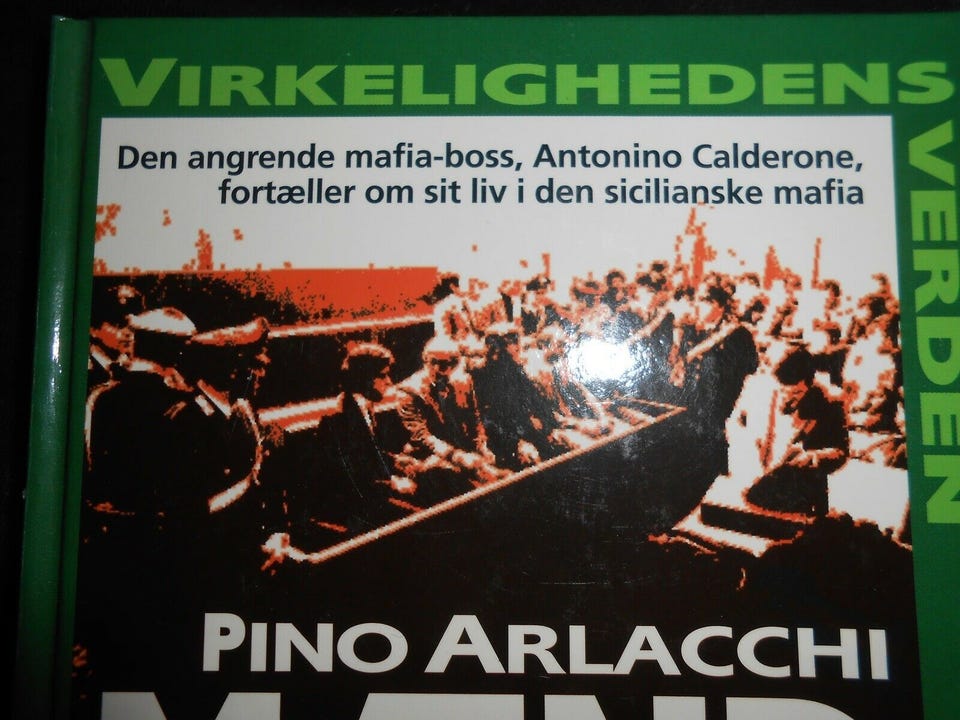 VIRKELIGHEDENS
VERDEN
Den angrende mafia-boss, Antonino Calderone,
fortæller om sit liv i den sicilianske mafia
PINO ARLACCHI